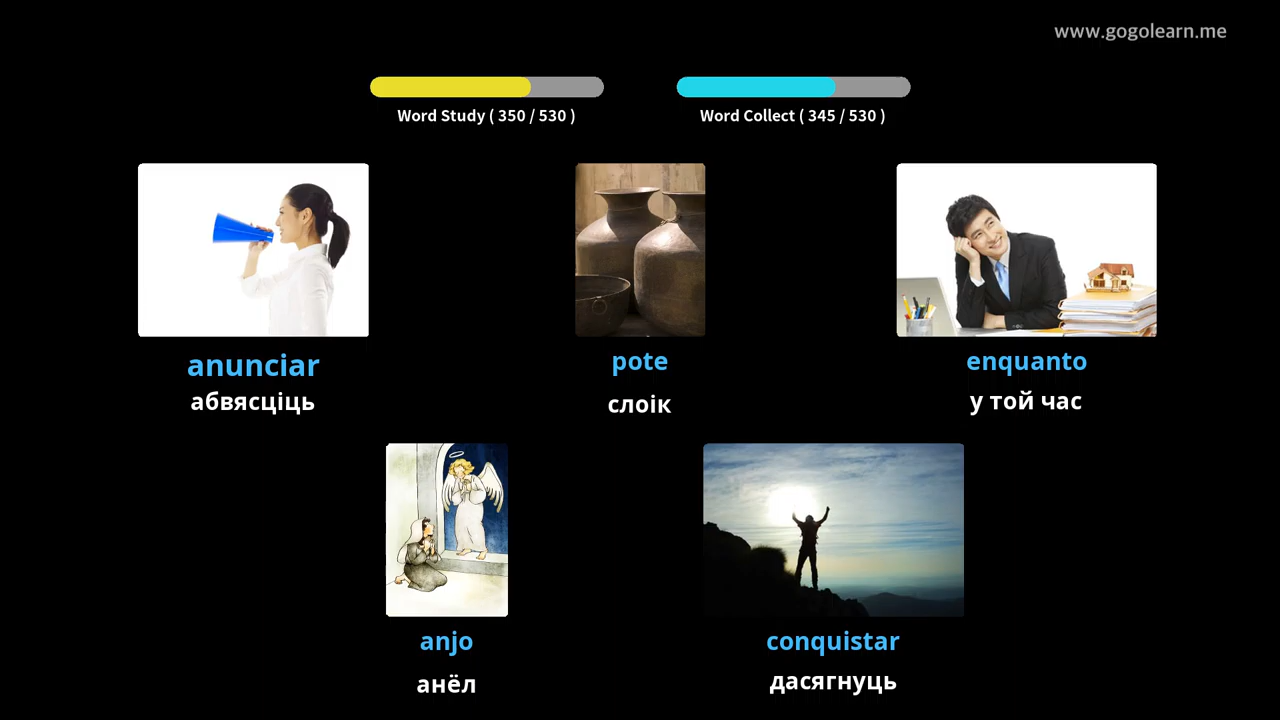 www.gogolearn.me
Word Study ( 350 / 530 )
Word Collect ( 345 / 530 )
anunciar
абвясціць
pote
слоік
enquanto
у той час
anjo
анёл
conquistar
дасягнуць